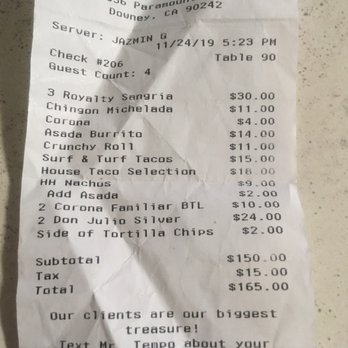 Paramount
Downey, CA 90242
Server: JAZMIN G
11/24/19 5:23 PM
Check #206
Table 90
Guest Count: 4
3 Royalty Sangria $30.00
Chingon Michelada $11.00
Corona $4.00
Asada Burrito $14.00
Crunchy Roll $11.00
Surf & Turf Tacos $15.00
House Taco Selection $18.00
HH Nachos $9.00
Add Asada $2.00
2 Corona Familiar BTL $10.00
2 Don Julio Silver $24.00
Side of Tortilla Chips $2.00
Subtotal $150.00
Tax $15.00
Total $165.00
Our clients are our biggest
treasure!
Text Mr. Tempo about your